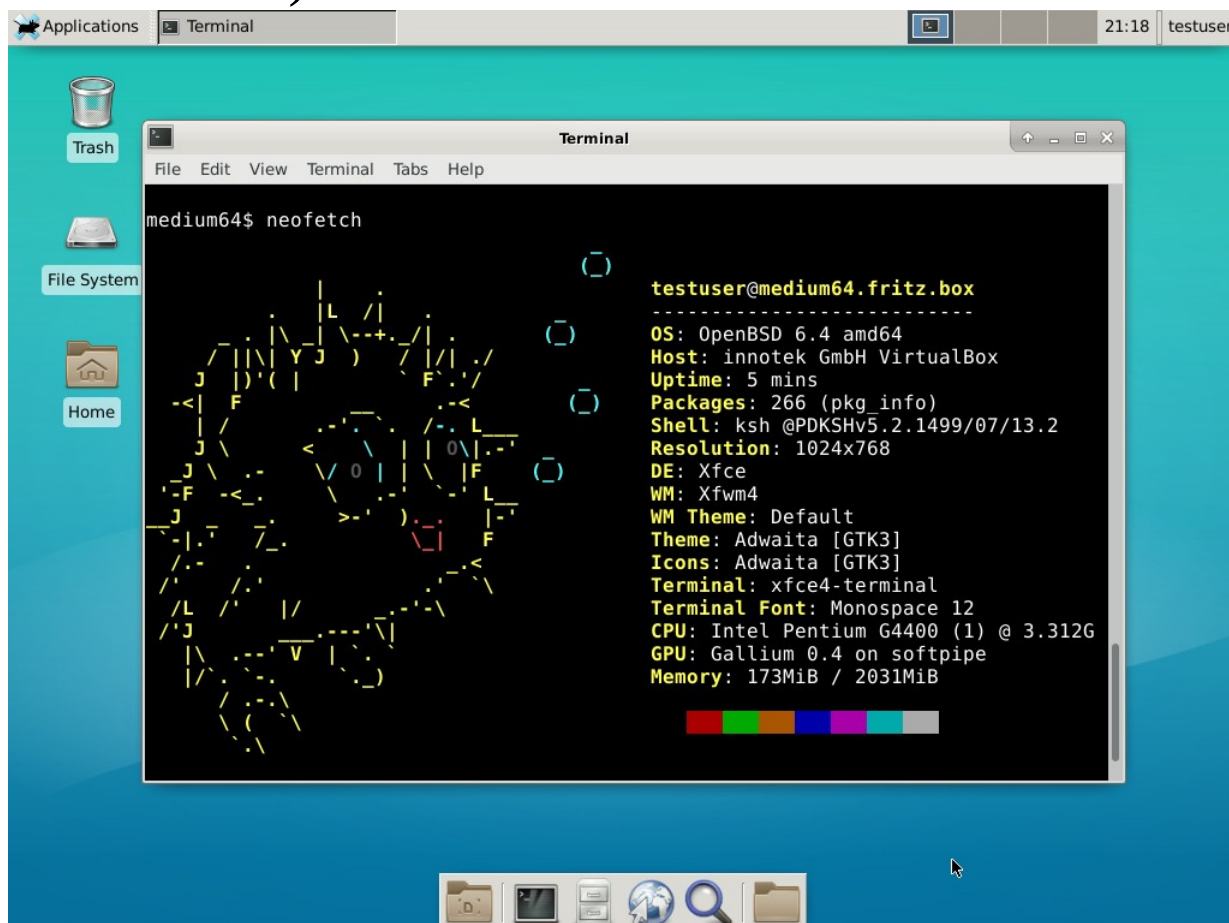 Applications
Terminal
21:18
testuser
Trash
File System
Home
Terminal
File Edit View Terminal Tabs Help
medium64$ neofetch
testuser@medium64.fritz.box
---------------------------
OS: OpenBSD 6.4 amd64
Host: innotek GmbH VirtualBox
Uptime: 5 mins
Packages: 266 (pkg_info)
Shell: ksh @PDKSHv5.2.1499/07/13.2
Resolution: 1024x768
DE: Xfce
WM: Xfwm4
WM Theme: Default
Theme: Adwaita [GTK3]
Icons: Adwaita [GTK3]
Terminal: xfce4-terminal
Terminal Font: Monospace 12
CPU: Intel Pentium G4400 (1) @ 3.312G
GPU: Gallium 0.4 on softpipe
Memory: 173MiB / 2031MiB